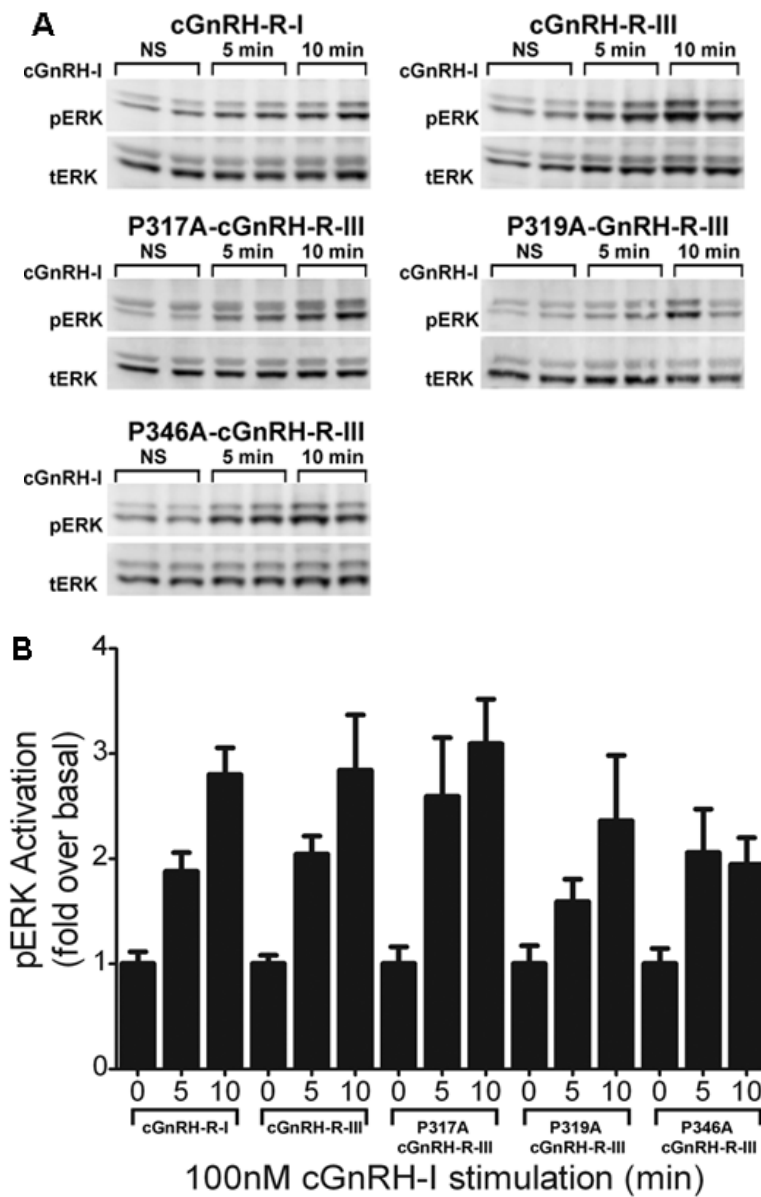 A
cGnRH-R-I
NS 5 min 10 min
cGnRH-I
pERK
tERK
cGnRH-R-III
NS 5 min 10 min
cGnRH-I
pERK
tERK
P317A-cGnRH-R-III
NS 5 min 10 min
cGnRH-I
pERK
tERK
P319A-GnRH-R-III
NS 5 min 10 min
cGnRH-I
pERK
tERK
P346A-cGnRH-R-III
NS 5 min 10 min
cGnRH-I
pERK
tERK
B
pERK Activation
(fold over basal)
4
3
2
1
0
0 5 10 0 5 10 0 5 10 0 5 10 0 5 10
cGnRH-R-I cGnRH-R-III P317A P319A P346A
cGnRH-R-III cGnRH-R-III cGnRH-R-III
100nM cGnRH-I stimulation (min)